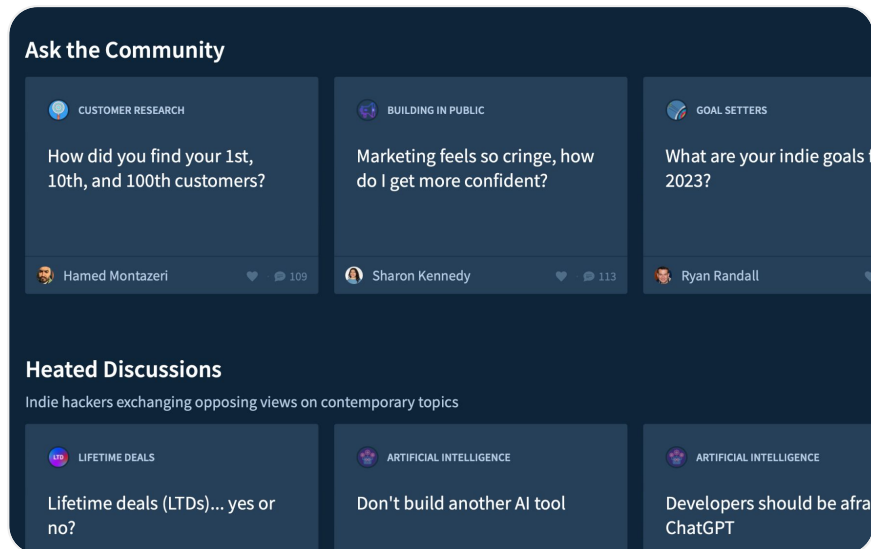 Ask the Community
CUSTOMER RESEARCH
How did you find your 1st,
10th, and 100th customers?
Hamed Montazeri
109
BUILDING IN PUBLIC
Marketing feels so cringe, how
do I get more confident?
Sharon Kennedy
113
GOAL SETTERS
What are your indie goals
2023?
Ryan Randall
Heated Discussions
Indie hackers exchanging opposing views on contemporary topics
LTD
LIFETIME DEALS
Lifetime deals (LTDs)... yes or
no?
ARTIFICIAL INTELLIGENCE
Don't build another AI tool
ARTIFICIAL INTELLIGENCE
Developers should be
ChatGPT